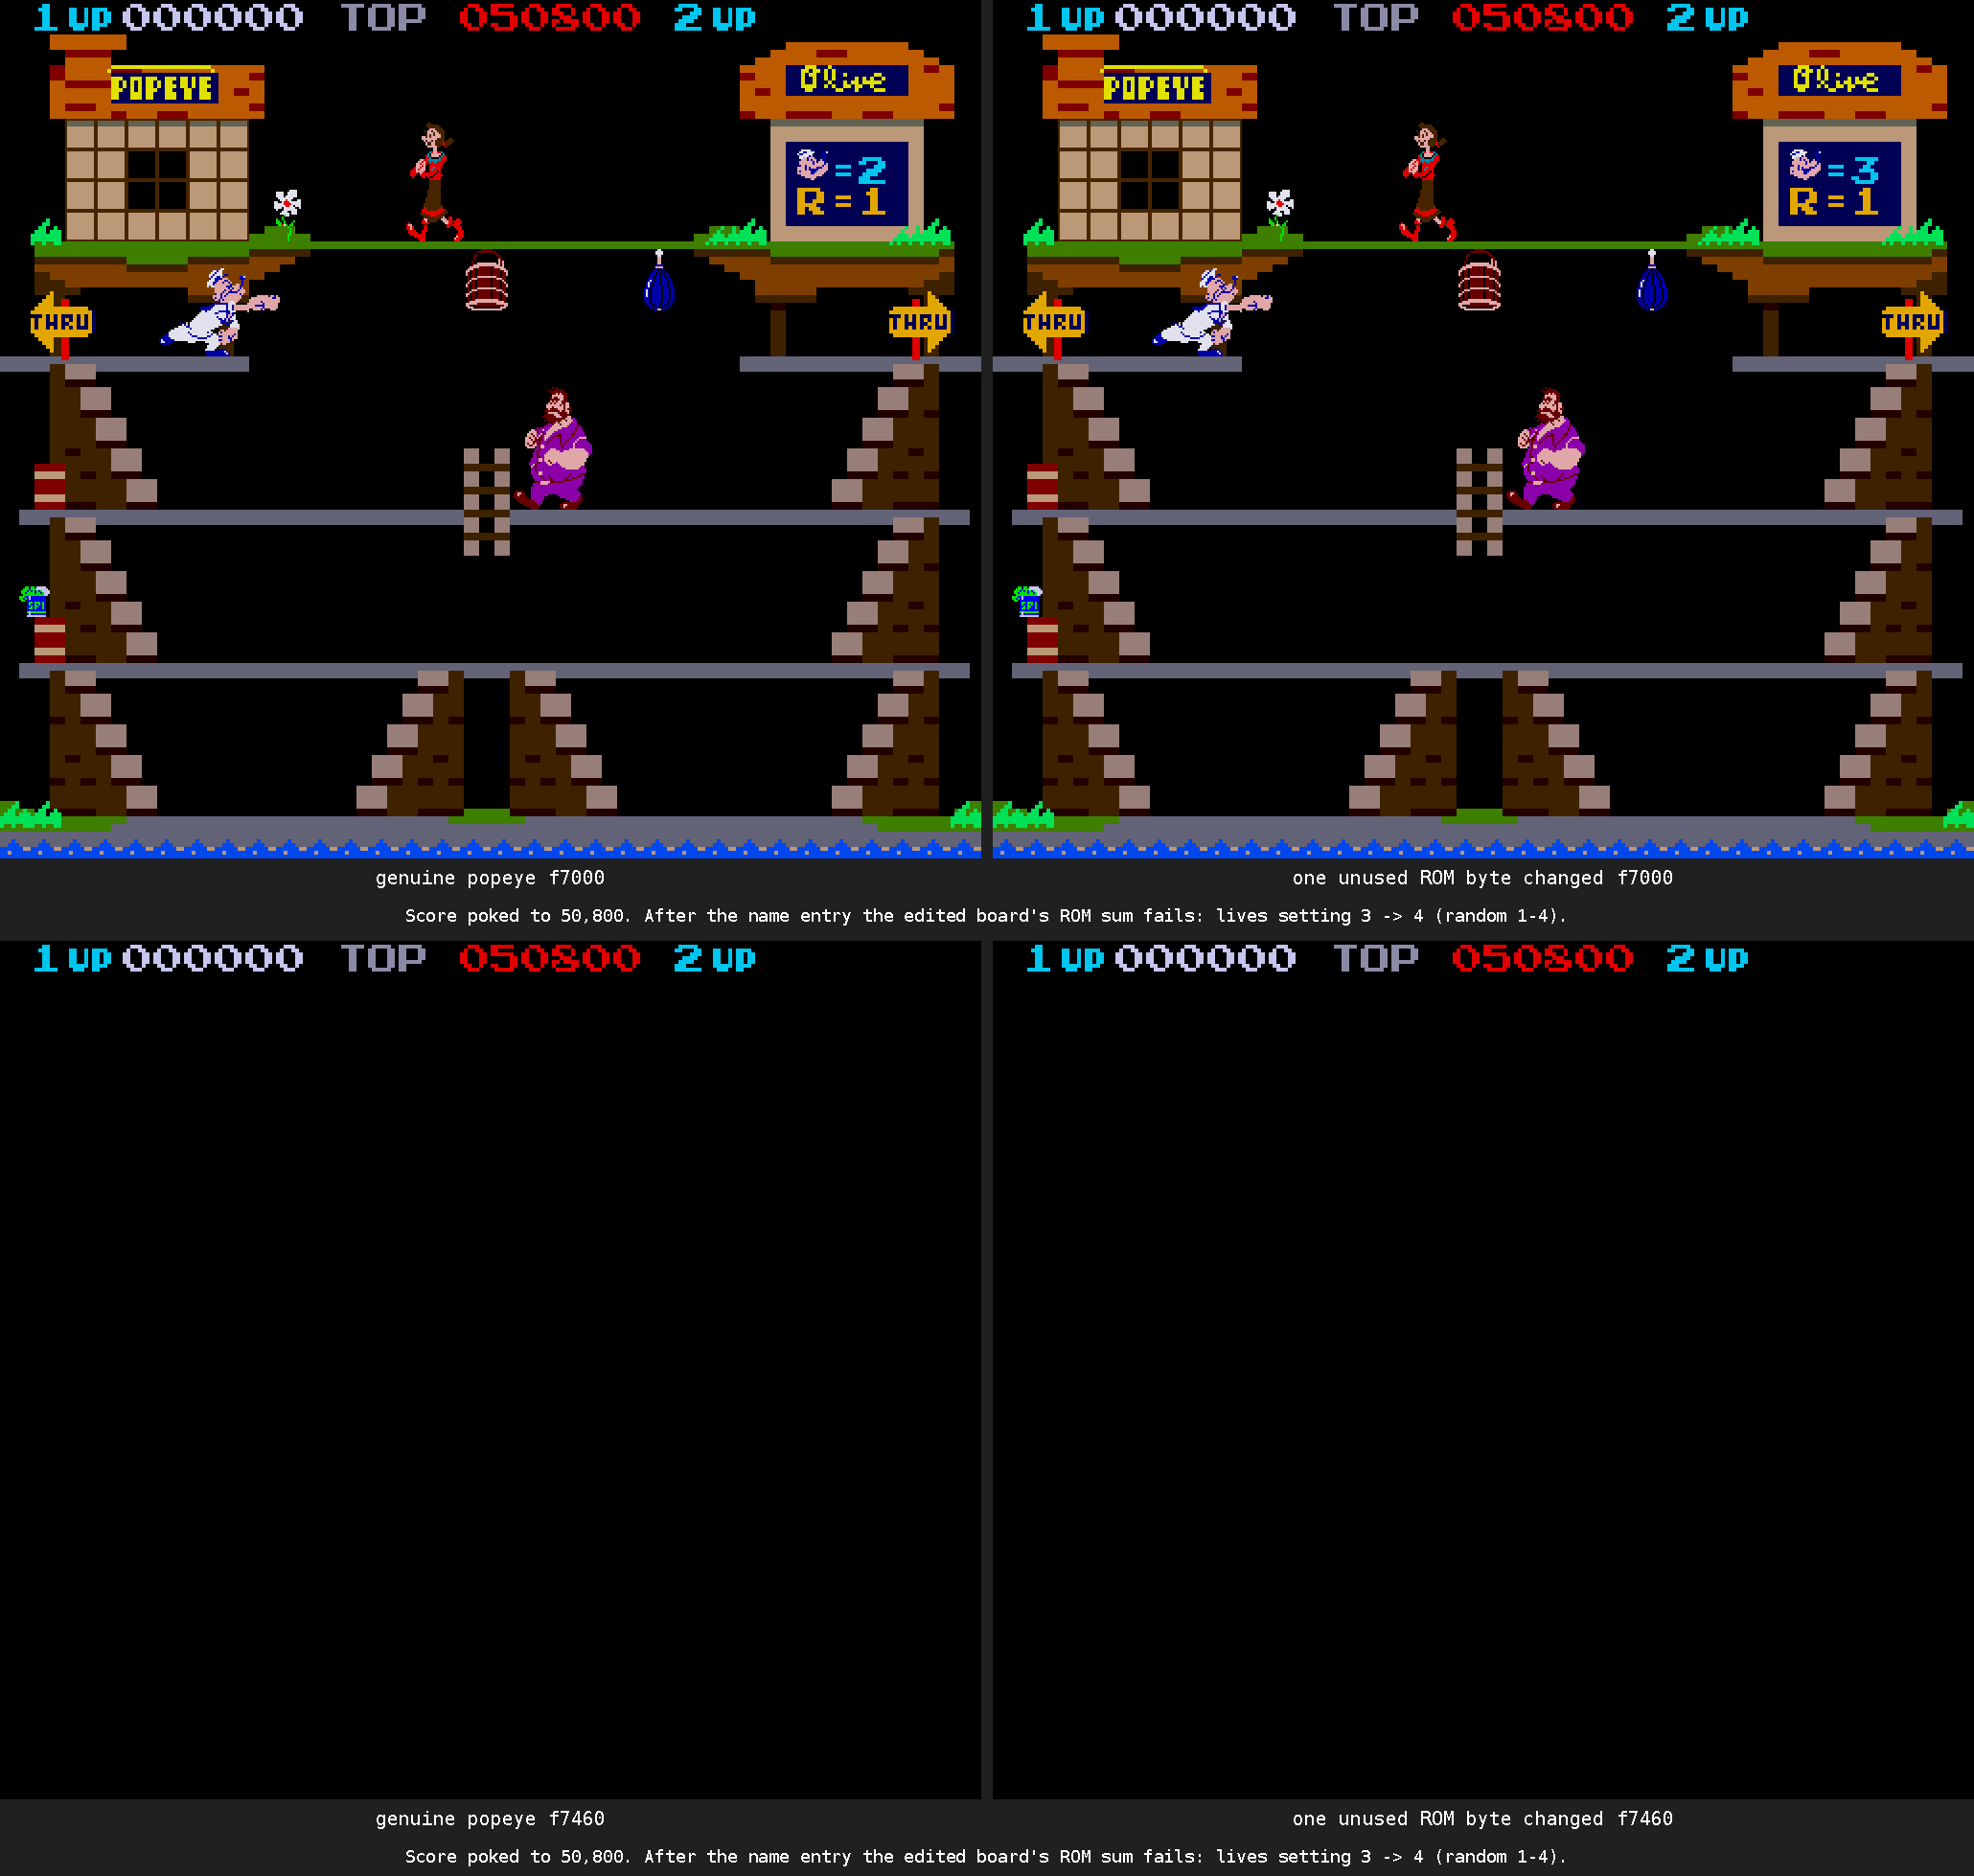 1 UP 000000 TOP 050800 2 UP 1 UP 000000 TOP 050800 2 UP
POPEYE Olive POPEYE Olive
=2 =3
R=1 R=1
THRU THRU THRU THRU
SPI SPI
genuine popeye f7000 one unused ROM byte changed f7000
Score poked to 50,800. After the name entry the edited board's ROM sum fails: lives setting 3 -> 4 (random 1-4).
1 UP 000000 TOP 050800 2 UP 1 UP 000000 TOP 050800 2 UP
genuine popeye f7460 one unused ROM byte changed f7460
Score poked to 50,800. After the name entry the edited board's ROM sum fails: lives setting 3 -> 4 (random 1-4).